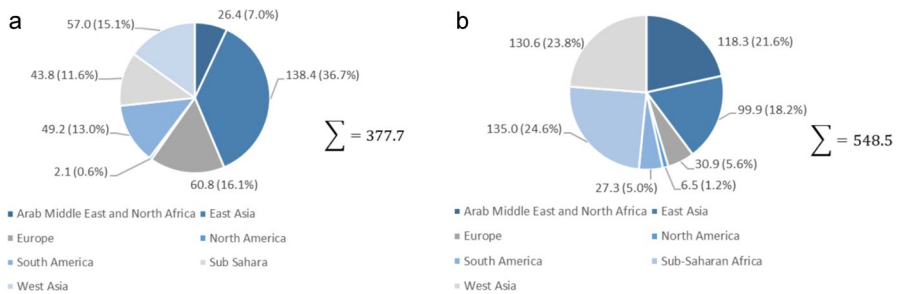 a
57.0 (15.1%)
26.4 (7.0%)
43.8 (11.6%)
138.4 (36.7%)
49.2 (13.0%)
∑ = 377.7
2.1 (0.6%)
60.8 (16.1%)
Arab Middle East and North Africa East Asia
Europe North America
South America Sub Sahara
West Asia
b
130.6 (23.8%)
118.3 (21.6%)
99.9 (18.2%)
135.0 (24.6%)
∑ = 548.5
30.9 (5.6%)
27.3 (5.0%)
6.5 (1.2%)
Arab Middle East and North Africa East Asia
Europe North America
South America Sub-Saharan Africa
West Asia